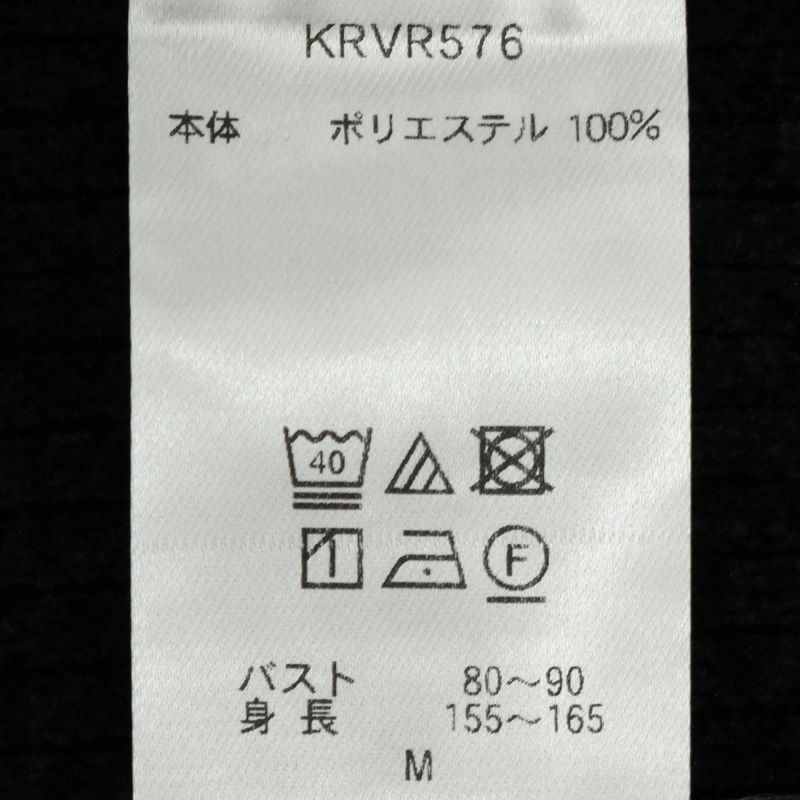 KRVR576
本体 ポリエステル 100%
40
F
バスト 80～90
身長 155～165
M